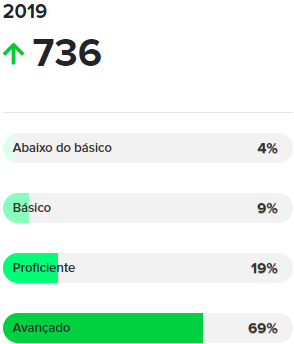 2019
736
Abaixo do básico 4%
Básico 9%
Proficiente 19%
Avançado 69%